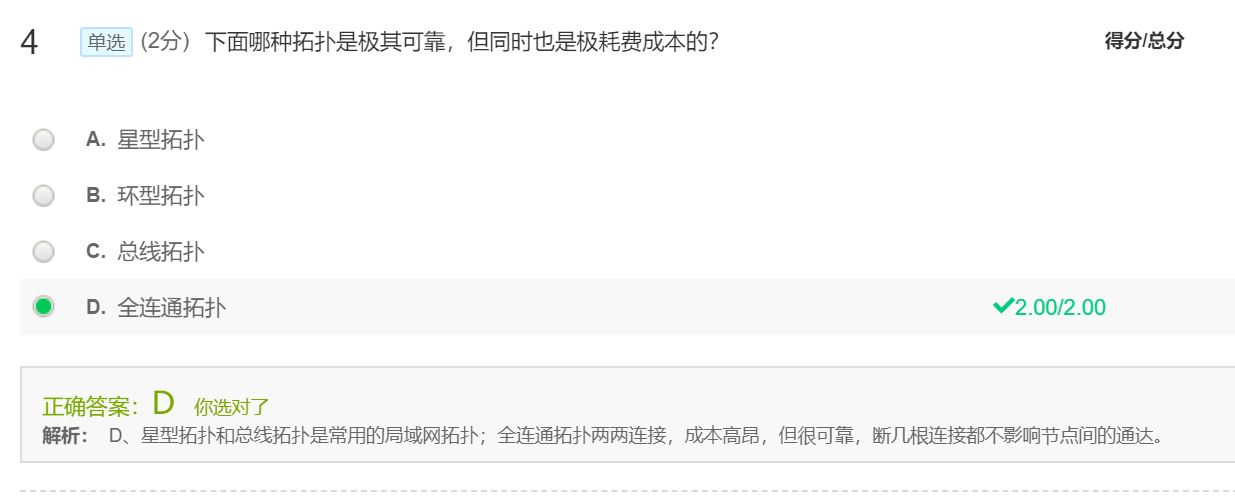 4 单选 (2分) 下面哪种拓扑是极其可靠，但同时也是极耗费成本的? 得分/总分
A. 星型拓扑
B. 环型拓扑
C. 总线拓扑
D. 全连通拓扑 2.00/2.00
正确答案：D 你选对了
解析： D、星型拓扑和总线拓扑是常用的局域网拓扑；全连通拓扑两两连接，成本高昂，但很可靠，断几根连接都不影响节点间的通达。